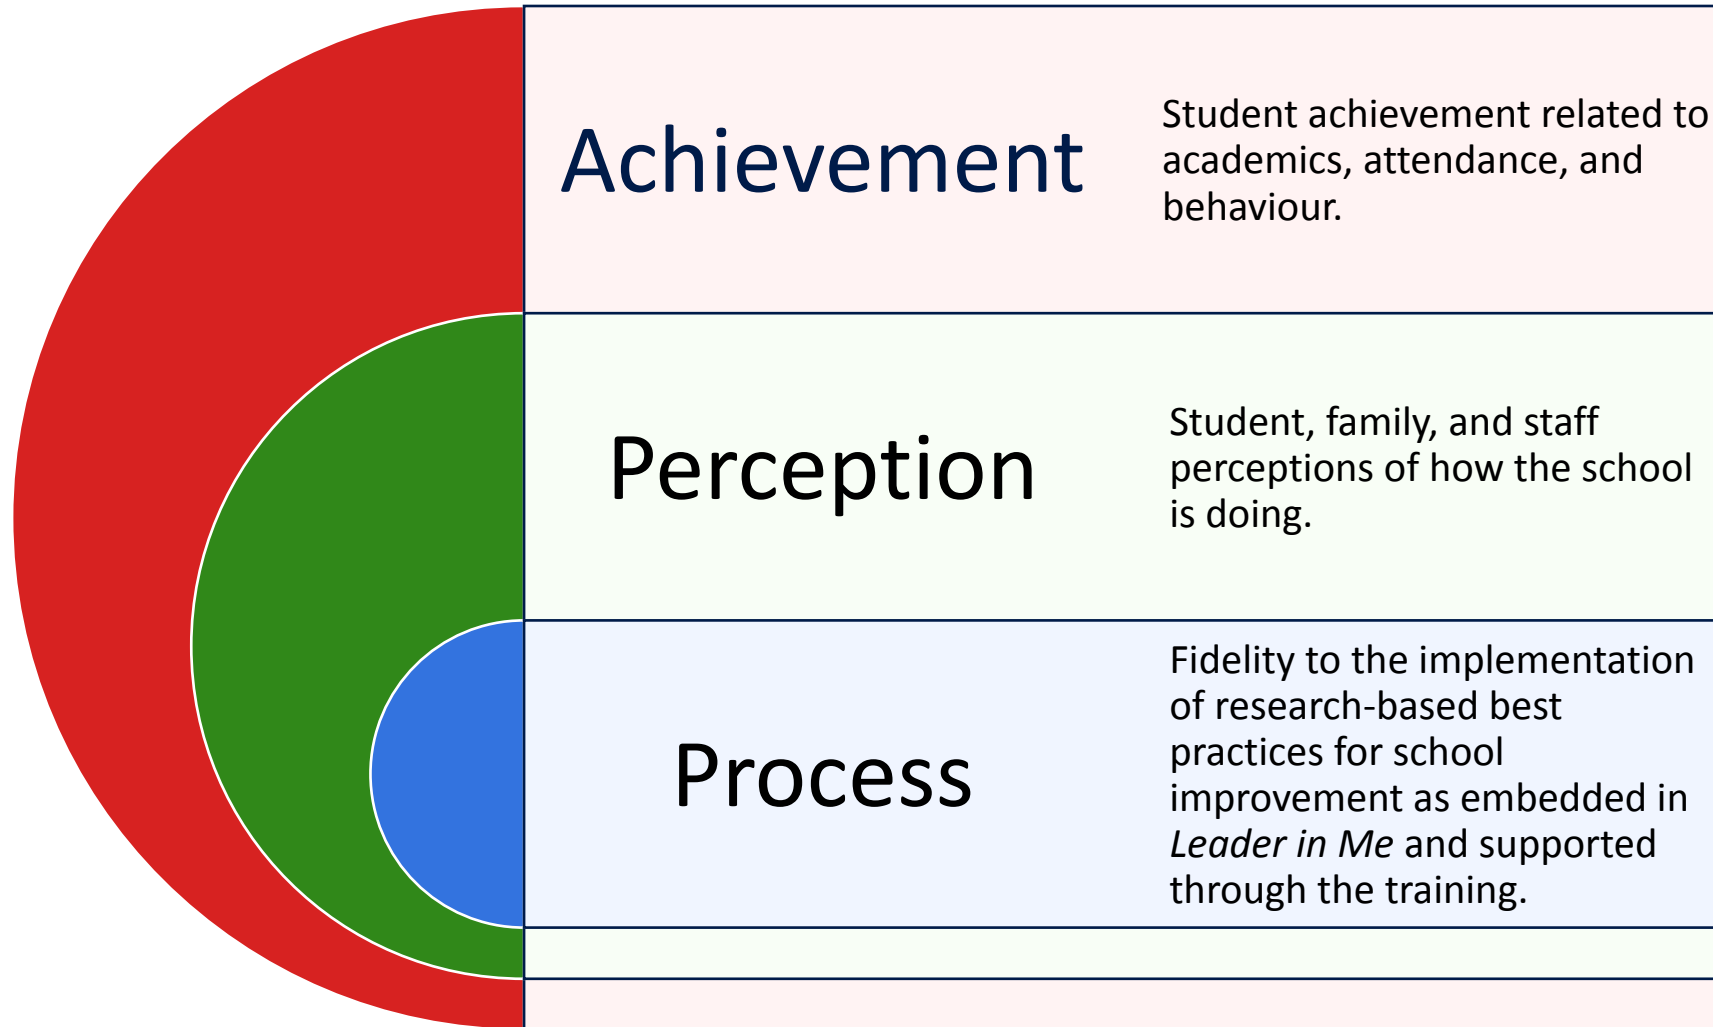 Achievement
Student achievement related to
academics, attendance, and
behaviour.
Perception
Student, family, and staff
perceptions of how the school
is doing.
Process
Fidelity to the implementation
of research-based best
practices for school
improvement as embedded in
Leader in Me and supported
through the training.